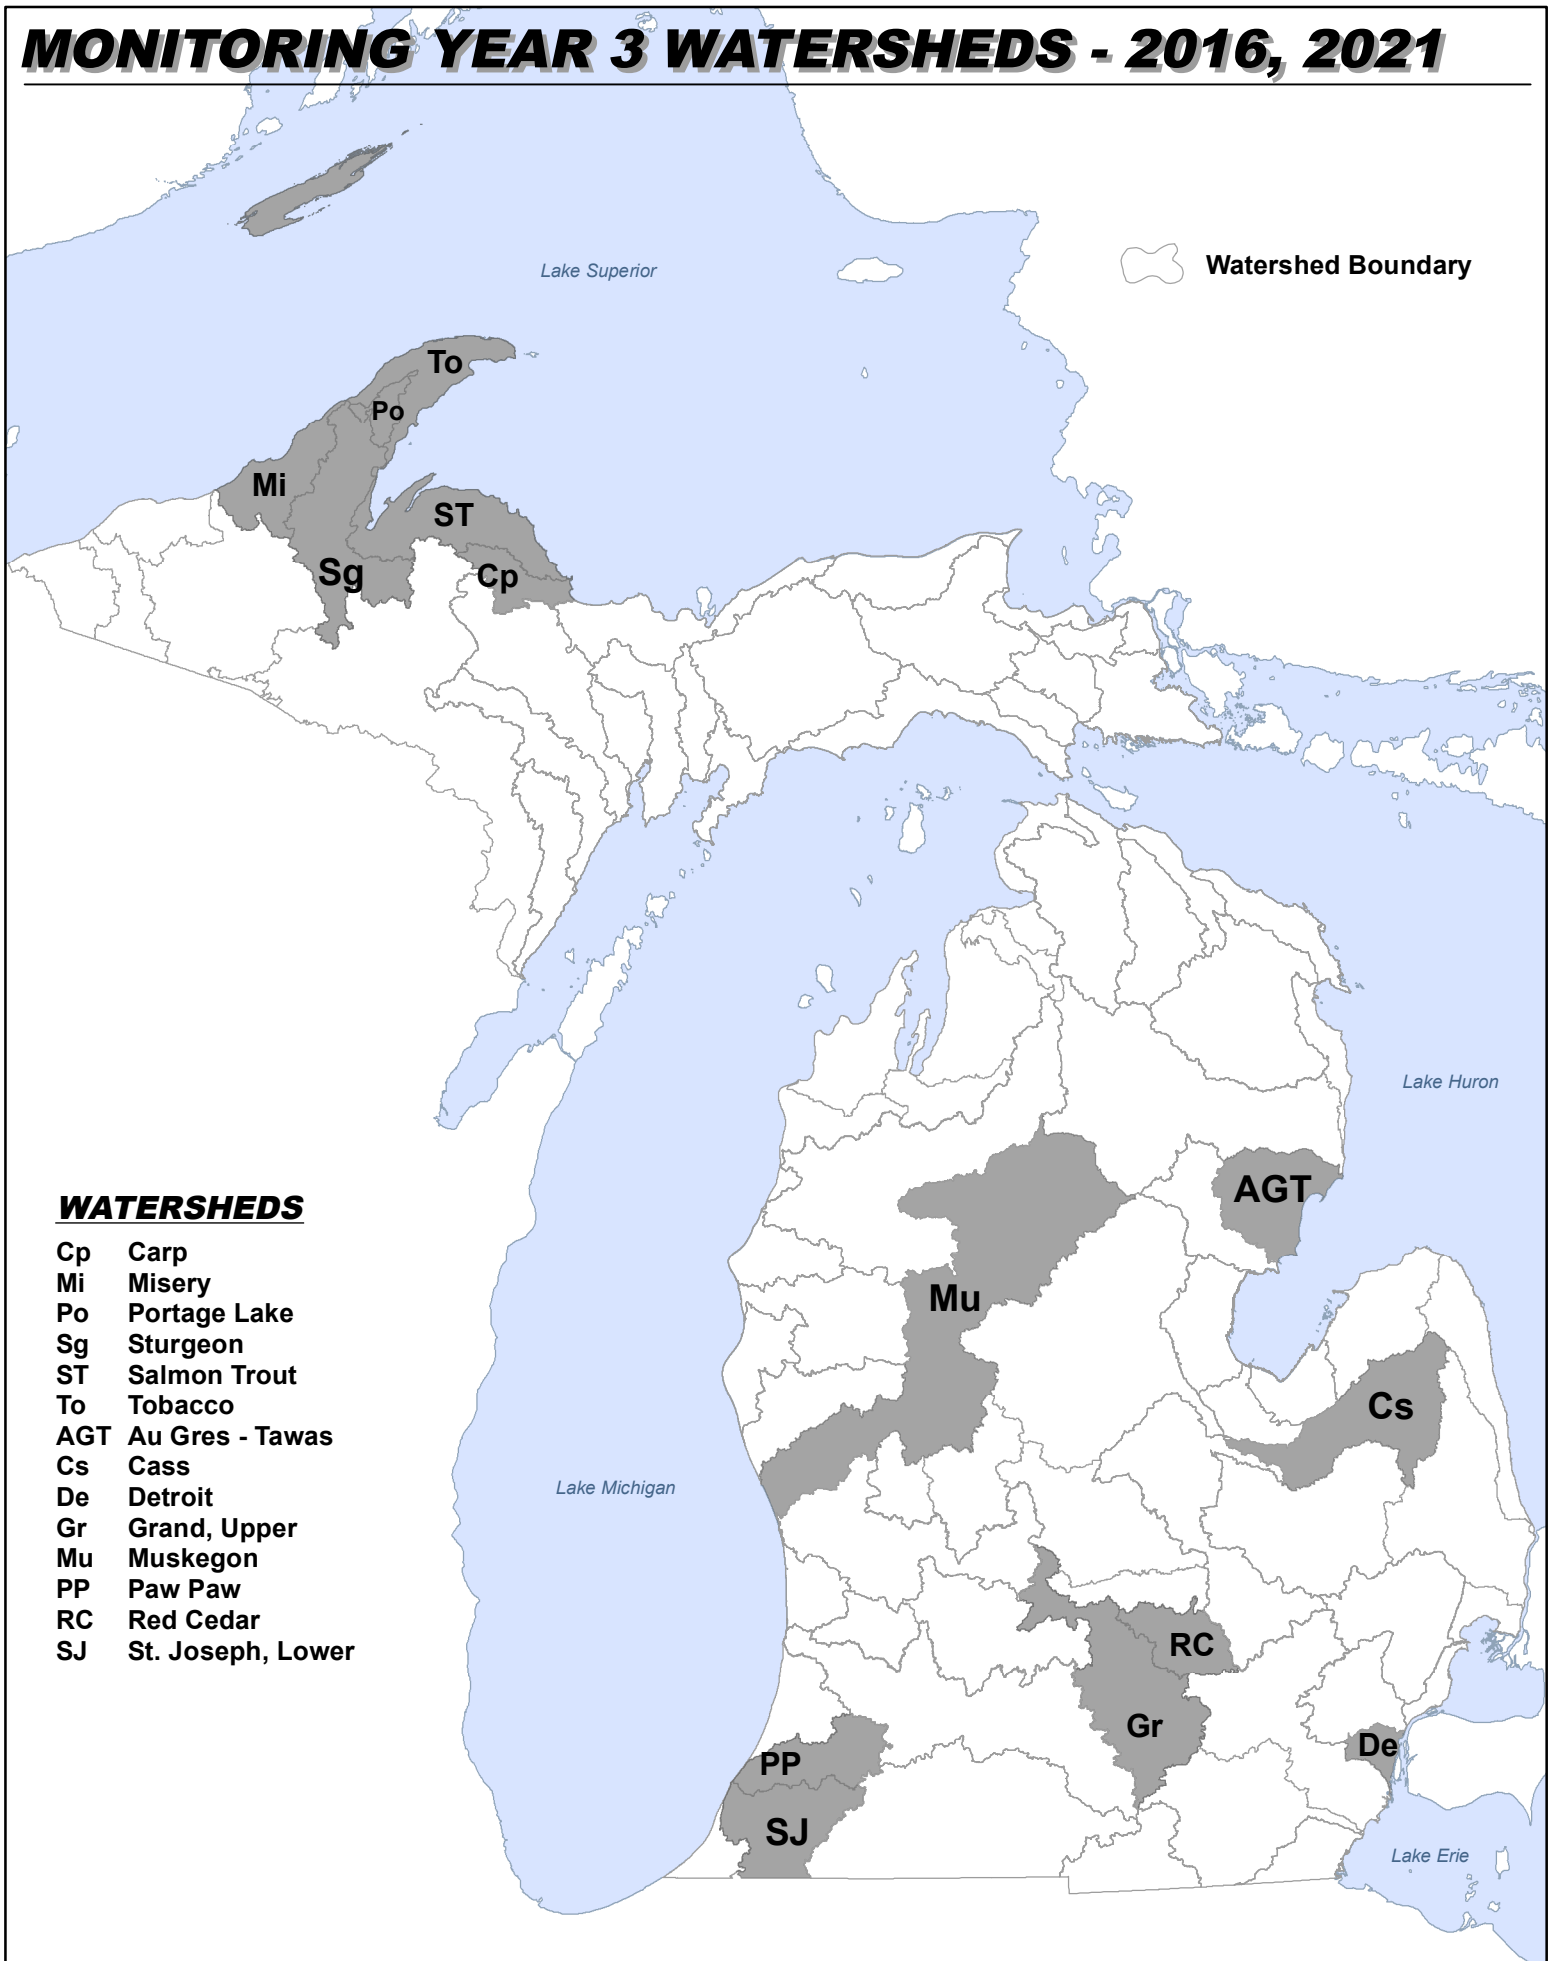 MONITORING YEAR 3 WATERSHEDS - 2016, 2021
Lake Superior
Watershed Boundary
To
Po
Mi
ST
Sg
Cp
Lake Huron
AGT
Mu
Cs
Lake Michigan
RC
Gr
De
PP
SJ
Lake Erie
WATERSHEDS
Cp Carp
Mi Misery
Po Portage Lake
Sg Sturgeon
ST Salmon Trout
To Tobacco
AGT Au Gres - Tawas
Cs Cass
De Detroit
Gr Grand, Upper
Mu Muskegon
PP Paw Paw
RC Red Cedar
SJ St. Joseph, Lower